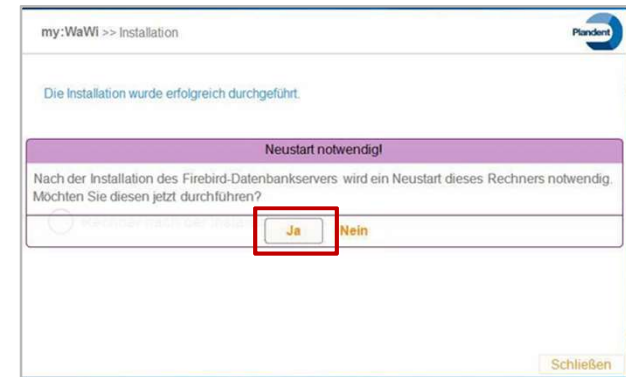 my:WaWi >> Installation
Plandent
Die Installation wurde erfolgreich durchgeführt.
Neustart notwendig!
Nach der Installation des Firebird-Datenbankservers wird ein Neustart dieses Rechners notwendig.
Möchten Sie diesen jetzt durchführen?
Ja Nein
Schließen